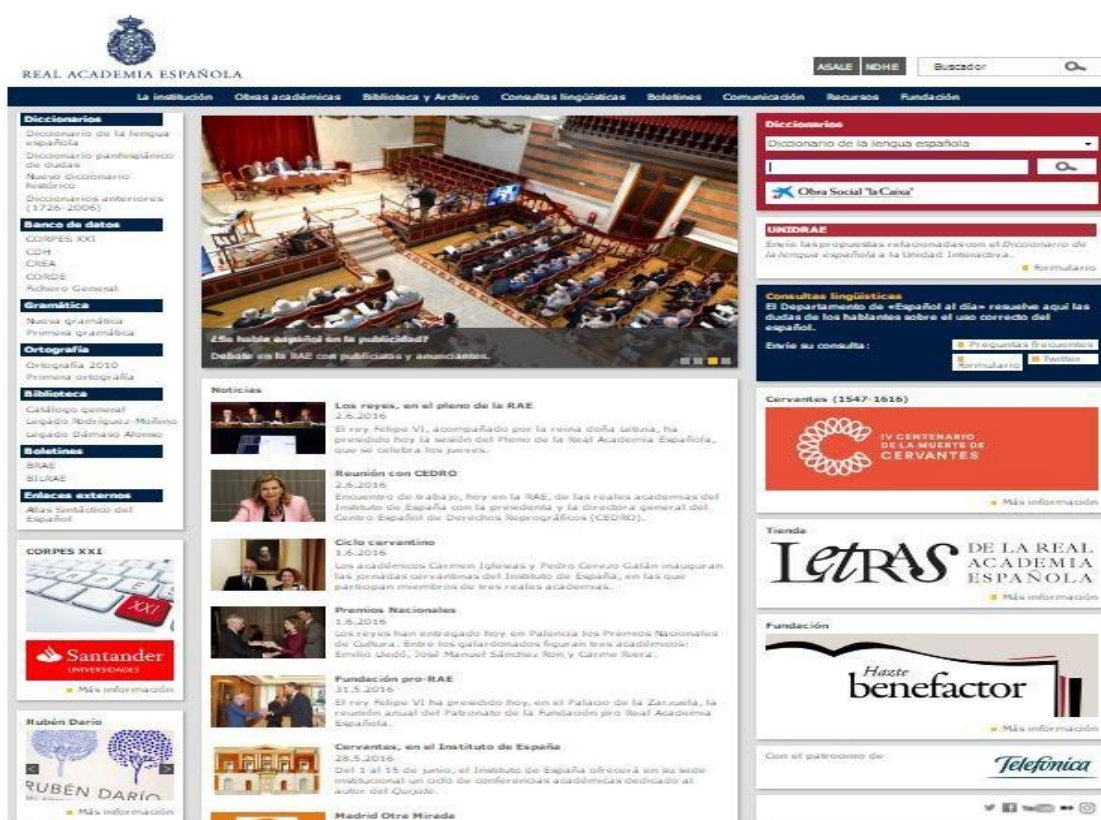 REAL ACADEMIA ESPAÑOLA
ASALE NDHE Buscador
La institución Obras académicas Biblioteca y Archivo Consultas lingüísticas Boletines Comunicación Recursos Fundación
Diccionarios
Diccionario de la lengua
española
Diccionario panhispánico
de dudas
Nuevo diccionario
histórico
Diccionarios anteriores
(1726-2006)
Banco de datos
CORPES XXI
CDH
CREA
CORDE
Fichero General
Gramática
Nueva gramática
Primera gramática
Ortografía
Ortografía 2010
Primera ortografía
Biblioteca
Catálogo general
Legado Rodríguez-Moñino
Legado Dámaso Alonso
Boletines
BRAE
BILRAE
Enlaces externos
Atlas Sintáctico del
Español
CORPES XXI
XXI
Santander
UNIVERSIDADES
Más información
Rubén Darío
RUBÉN DARÍO
Más información
¿Se habla español en la publicidad?
Debate en la RAE con publicistas y anunciantes.
Noticias
Los reyes, en el pleno de la RAE
2.6.2016
El rey Felipe VI, acompañado por la reina doña Letizia, ha
presidido hoy la sesión del Pleno de la Real Academia Española,
que se celebra los jueves.
Reunión con CEDRO
2.6.2016
Encuentro de trabajo, hoy en la RAE, de las reales academias del
Instituto de España con la presidenta y la directora general del
Centro Español de Derechos Reprográficos (CEDRO).
Ciclo cervantino
1.6.2016
Los académicos Carmen Iglesias y Pedro Cerezo Galán inauguran
las jornadas cervantinas del Instituto de España, en las que
participan miembros de tres reales academias.
Premios Nacionales
1.6.2016
Los reyes han entregado hoy en Palencia los Premios Nacionales
de Cultura. Entre los galardonados figuran tres académicos:
Emilio Lledó, José Manuel Sánchez Ron y Carme Riera.
Fundación pro-RAE
31.5.2016
El rey Felipe VI ha presidido hoy, en el Palacio de la Zarzuela, la
reunión anual del Patronato de la Fundación pro Real Academia
Española.
Cervantes, en el Instituto de España
28.5.2016
Del 1 al 15 de junio, el Instituto de España ofrecerá en su sede
institucional un ciclo de conferencias académicas dedicado al
autor del Quijote.
Madrid Otra Mirada
Diccionarios
Diccionario de la lengua española
Obra Social "la Caixa"
UNIDRAE
Envíe las propuestas relacionadas con el Diccionario de
la lengua española a la Unidad Interactiva.
formulario
Consultas lingüísticas
El Departamento de «Español al día» resuelve aquí las
dudas de los hablantes sobre el uso correcto del
español.
Envíe su consulta: Preguntas frecuentes
formulario Twitter
Cervantes (1547-1616)
IV CENTENARIO
DE LA MUERTE DE
CERVANTES
Más información
Tienda
LETRAS DE LA REAL
ACADEMIA
ESPAÑOLA
Más información
Fundación
Hazte
benefactor
Más información
Con el patrocinio de
Telefónica